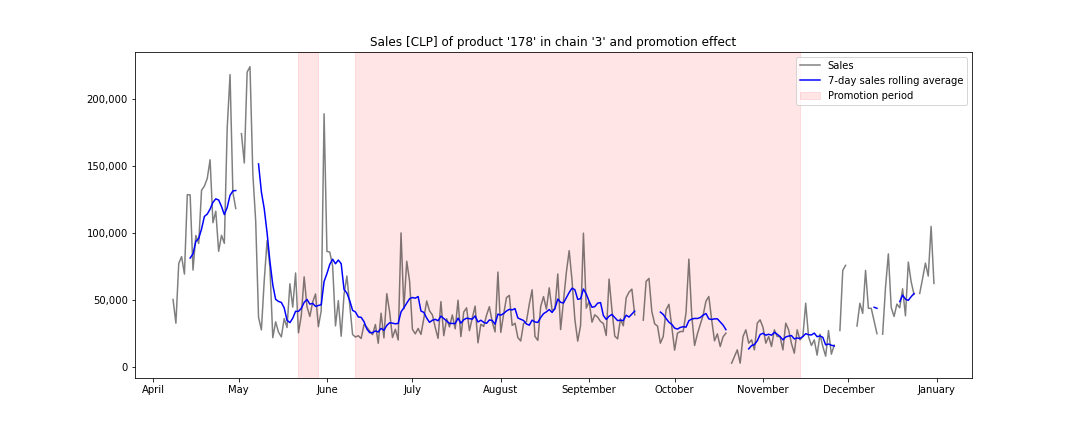 Sales [CLP] of product '178' in chain '3' and promotion effect
Sales
7-day sales rolling average
Promotion period
200,000
150,000
100,000
50,000
0
April May June July August September October November December January